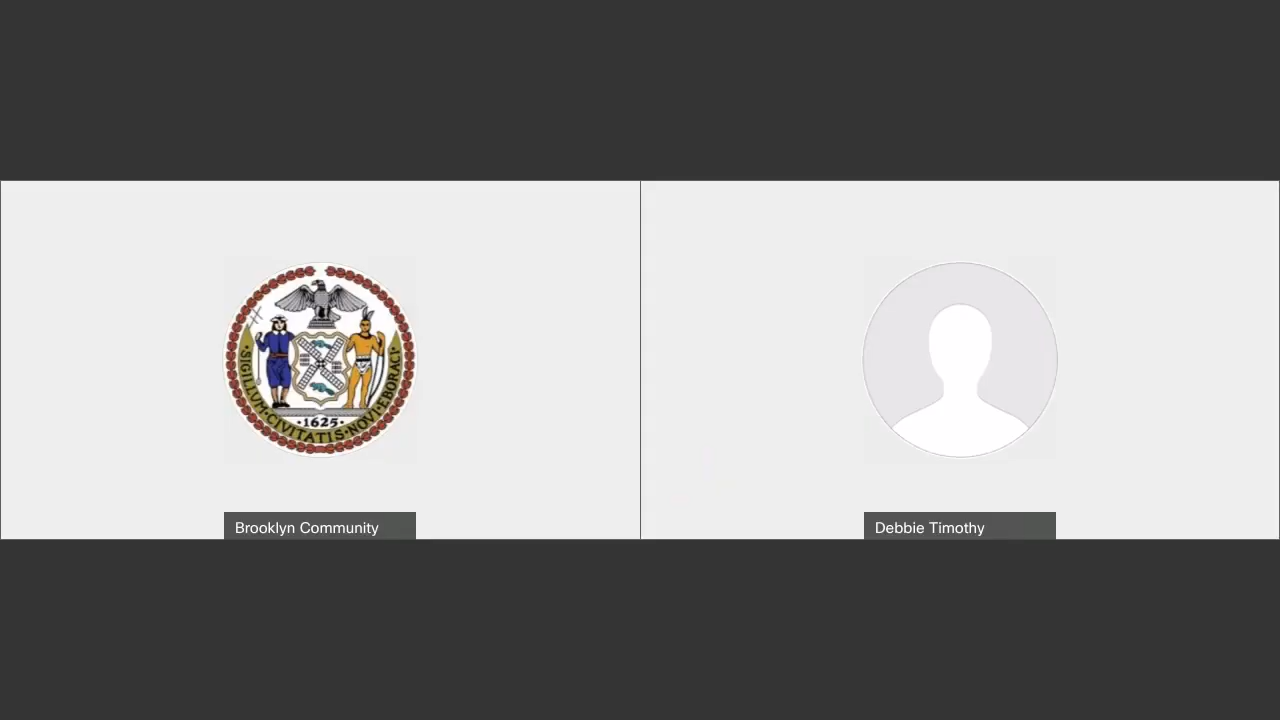 ·SIGILLUM·CIVITATIS·NOVI·EBORACI·
·1625·
Brooklyn Community
Debbie Timothy